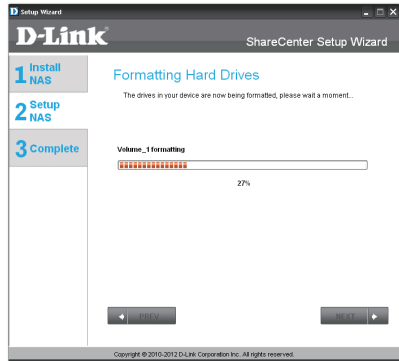 D Setup Wizard
D-Link
ShareCenter Setup Wizard
1 Install NAS
Formatting Hard Drives
The drives in your device are now being formatted, please wait a moment...
2 Setup NAS
3 Complete
Volume_1 formatting
27%
PREV
NEXT
Copyright © 2010-2012 D-Link Corporation Inc. All rights reserved.